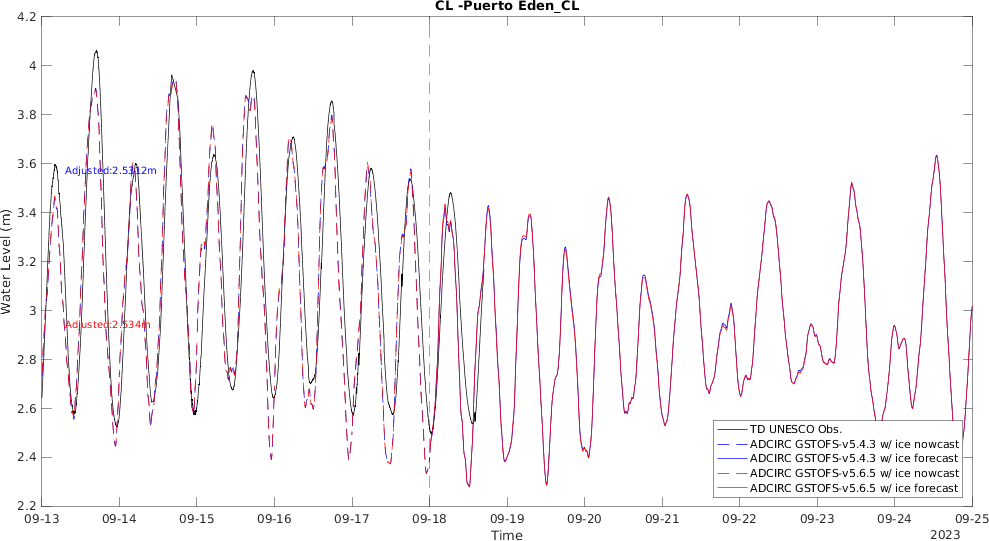 CL -Puerto Eden_CL
4.2
4
3.8
3.6
3.4
3.2
3
2.8
2.6
2.4
2.2
Water Level (m)
Adjusted:2.5312m
Adjusted:2.534m
TD UNESCO Obs.
ADCIRC GSTOFS-v5.4.3 w/ ice nowcast
ADCIRC GSTOFS-v5.4.3 w/ ice forecast
ADCIRC GSTOFS-v5.6.5 w/ ice nowcast
ADCIRC GSTOFS-v5.6.5 w/ ice forecast
09-13 09-14 09-15 09-16 09-17 09-18 09-19 09-20 09-21 09-22 09-23 09-24 09-25
Time
2023